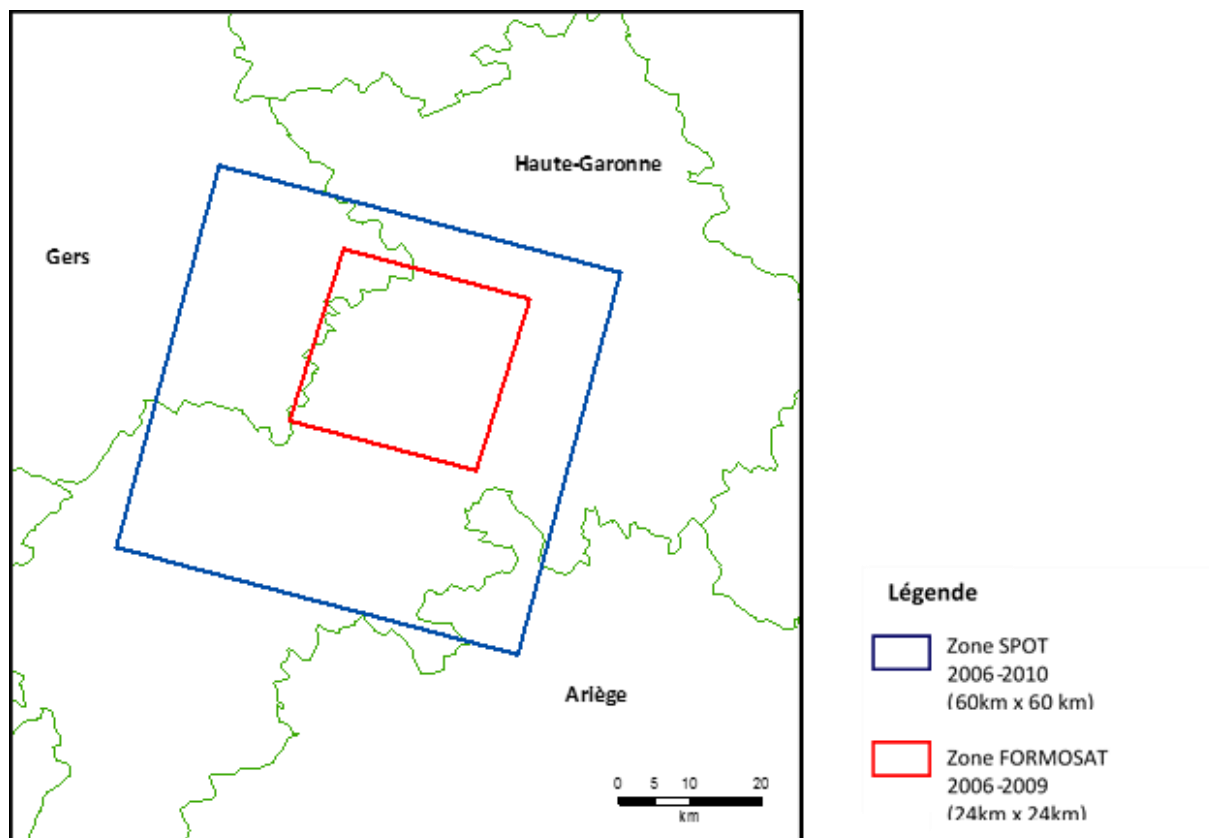 Haute-Garonne
Gers
Ariège
0 5 10 20
km
Légende
Zone SPOT
2006-2010
(60km x 60 km)
Zone FORMOSAT
2006-2009
(24km x 24km)